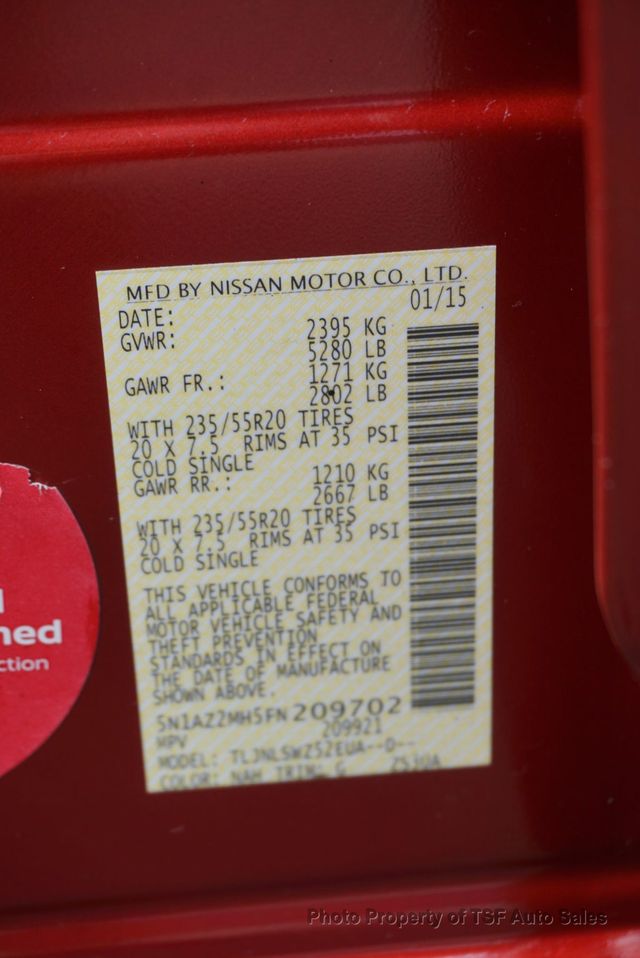 MFD BY NISSAN MOTOR CO., LTD.
DATE: 01/15
GVWR: 2395 KG
5280 LB
GAWR FR.: 1271 KG
2802 LB
WITH 235/55R20 TIRES
20 X 7.5 RIMS AT 35 PSI
COLD SINGLE
GAWR RR.: 1210 KG
2667 LB
WITH 235/55R20 TIRES
20 X 7.5 RIMS AT 35 PSI
COLD SINGLE
THIS VEHICLE CONFORMS TO
ALL APPLICABLE FEDERAL
MOTOR VEHICLE SAFETY AND
THEFT PREVENTION
STANDARDS IN EFFECT ON
THE DATE OF MANUFACTURE
SHOWN ABOVE.
5N1AZ2MH5FN209702
209921
MPV
MODEL: TLJNLSWZ52EUA--D--
COLOR: NAH TRIM: G
ned
ction
Photo Property of TSF Auto Sales